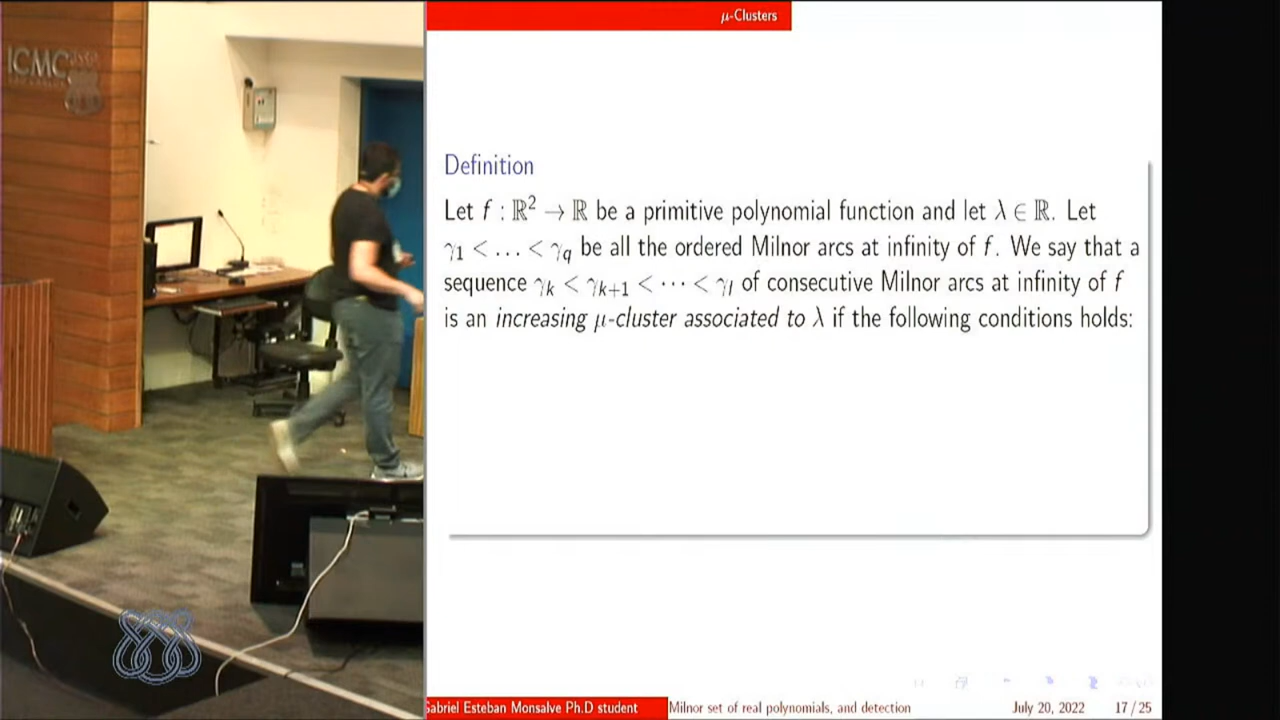 ICMC
μ-Clusters
Definition
Let f : ℝ² → ℝ be a primitive polynomial function and let λ ∈ ℝ. Let
γ₁ < … < γ_q be all the ordered Milnor arcs at infinity of f. We say that a
sequence γ_k < γ_{k+1} < ⋯ < γ_l of consecutive Milnor arcs at infinity of f
is an increasing μ-cluster associated to λ if the following conditions holds:
Gabriel Esteban Monsalve Ph.D student
Milnor set of real polynomials, and detection
July 20, 2022
17 / 25